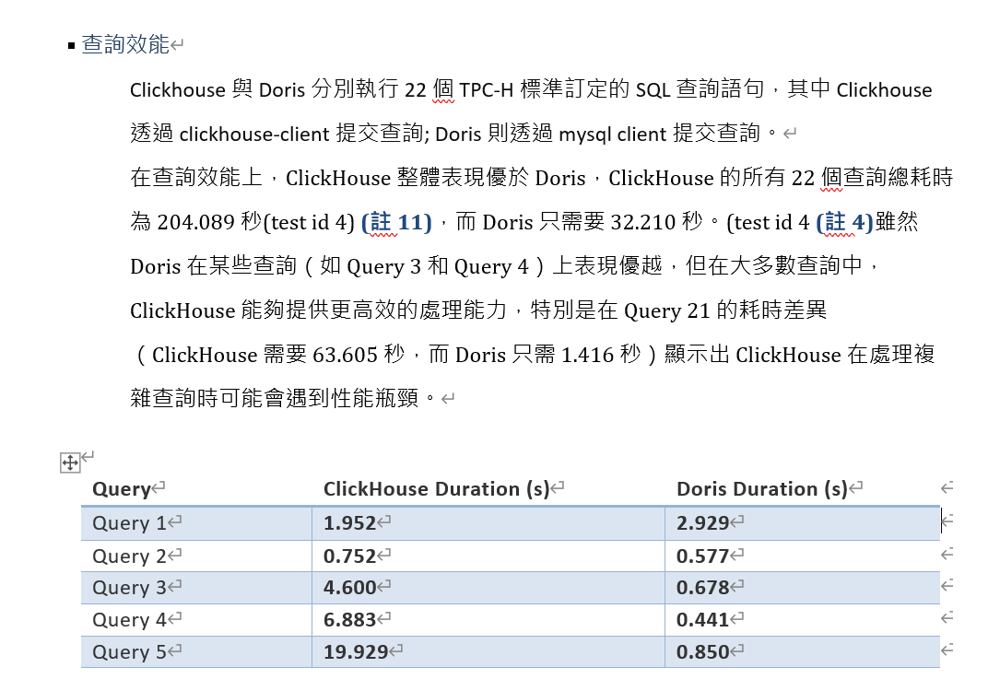 ▪ 查詢效能
Clickhouse 與 Doris 分別執行 22 個 TPC-H 標準訂定的 SQL 查詢語句，其中 Clickhouse
透過 clickhouse-client 提交查詢; Doris 則透過 mysql client 提交查詢。
在查詢效能上，ClickHouse 整體表現優於 Doris，ClickHouse 的所有 22 個查詢總耗時
為 204.089 秒(test id 4) (註 11)，而 Doris 只需要 32.210 秒。(test id 4 (註 4)雖然
Doris 在某些查詢（如 Query 3 和 Query 4）上表現優越，但在大多數查詢中，
ClickHouse 能夠提供更高效的處理能力，特別是在 Query 21 的耗時差異
（ClickHouse 需要 63.605 秒，而 Doris 只需 1.416 秒）顯示出 ClickHouse 在處理複
雜查詢時可能會遇到性能瓶頸。
Query ClickHouse Duration (s) Doris Duration (s)
Query 1 1.952 2.929
Query 2 0.752 0.577
Query 3 4.600 0.678
Query 4 6.883 0.441
Query 5 19.929 0.850